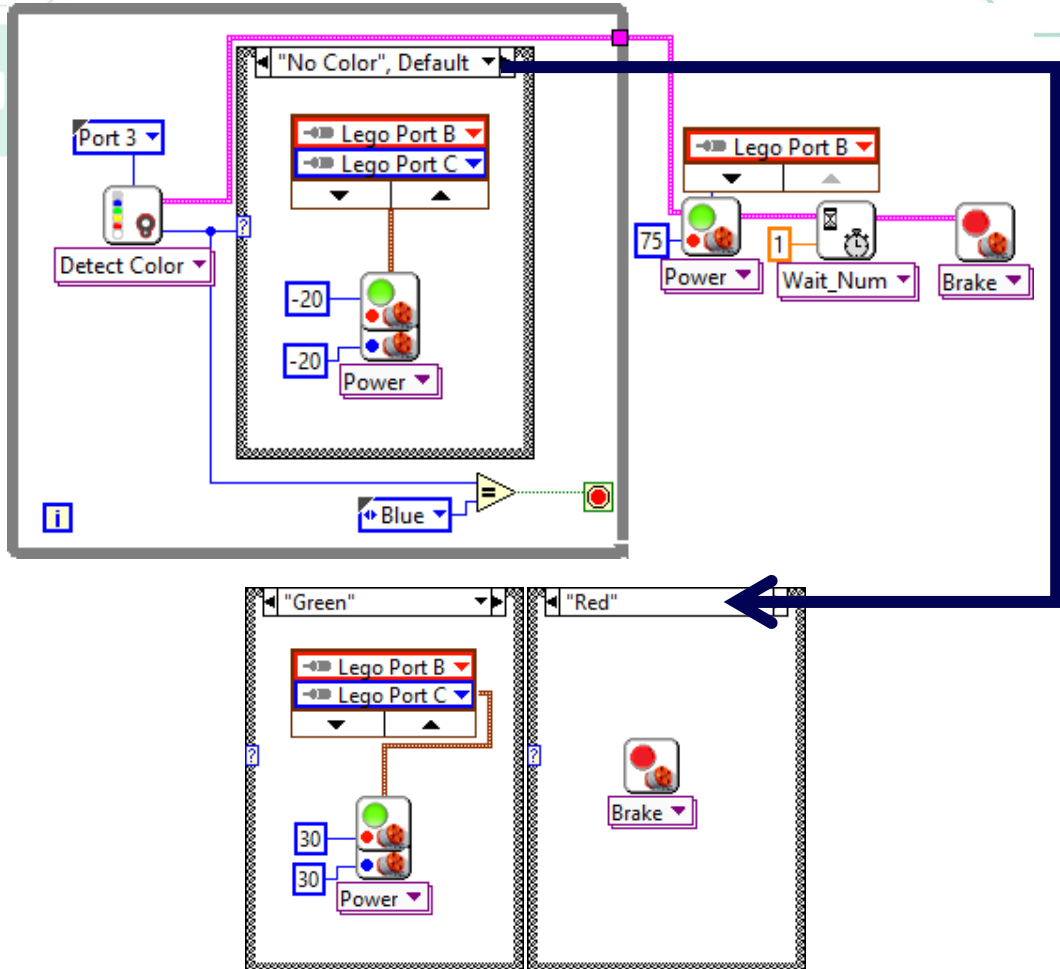 "No Color", Default
Port 3
Lego Port B
Lego Port C
Lego Port B
?
75
1
Detect Color
Power
Wait_Num
Brake
-20
-20
Power
=
Blue
i
"Green"
"Red"
Lego Port B
Lego Port C
?
?
Brake
30
30
Power